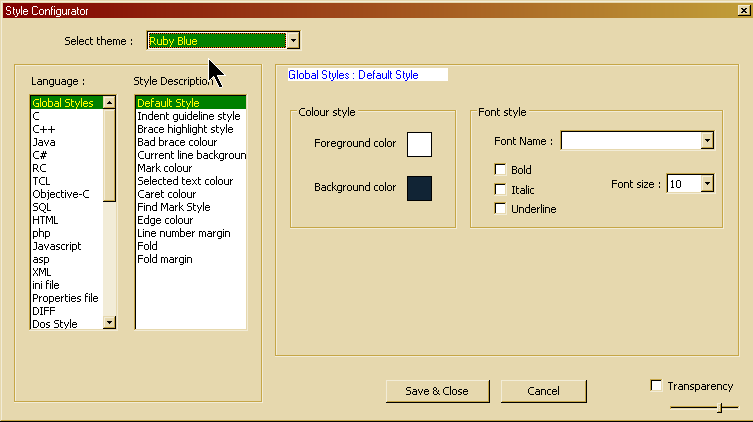 Style Configurator
Select theme :
Ruby Blue
Language :
Global Styles
C
C++
Java
C#
RC
TCL
Objective-C
SQL
HTML
php
Javascript
asp
XML
ini file
Properties file
DIFF
Dos Style
Style Description
Default Style
Indent guideline style
Brace highlight style
Bad brace colour
Current line backgroun
Mark colour
Selected text colour
Caret colour
Find Mark Style
Edge colour
Line number margin
Fold
Fold margin
Global Styles : Default Style
Colour style
Foreground color
Background color
Font style
Font Name :
Bold
Italic
Underline
Font size :
10
Save & Close
Cancel
Transparency